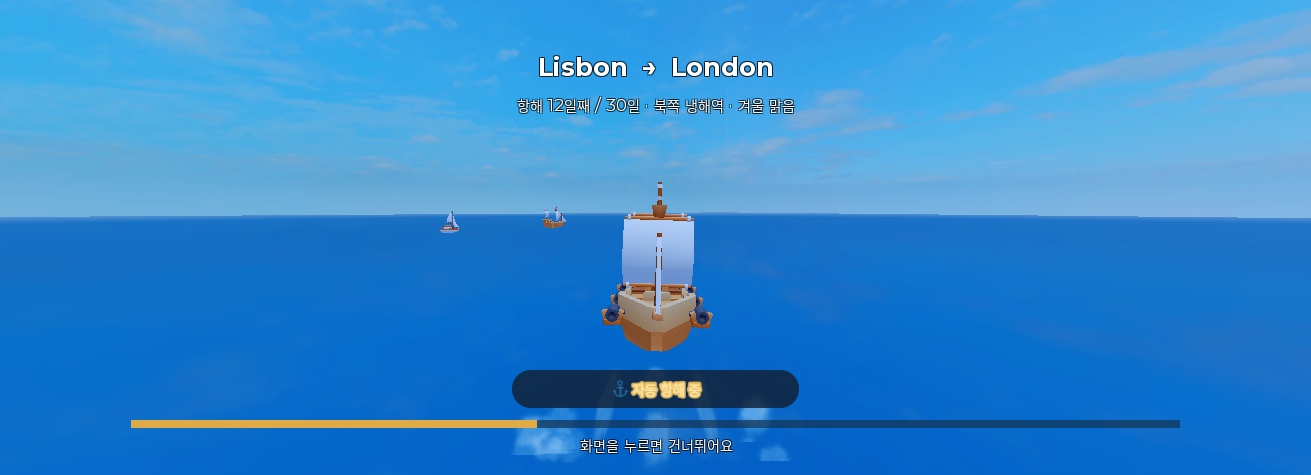 Lisbon → London
항해 12일째 / 30일 · 북쪽 냉해역 · 겨울 맑음
⚓ 자동 항해 중
화면을 누르면 건너뛰어요